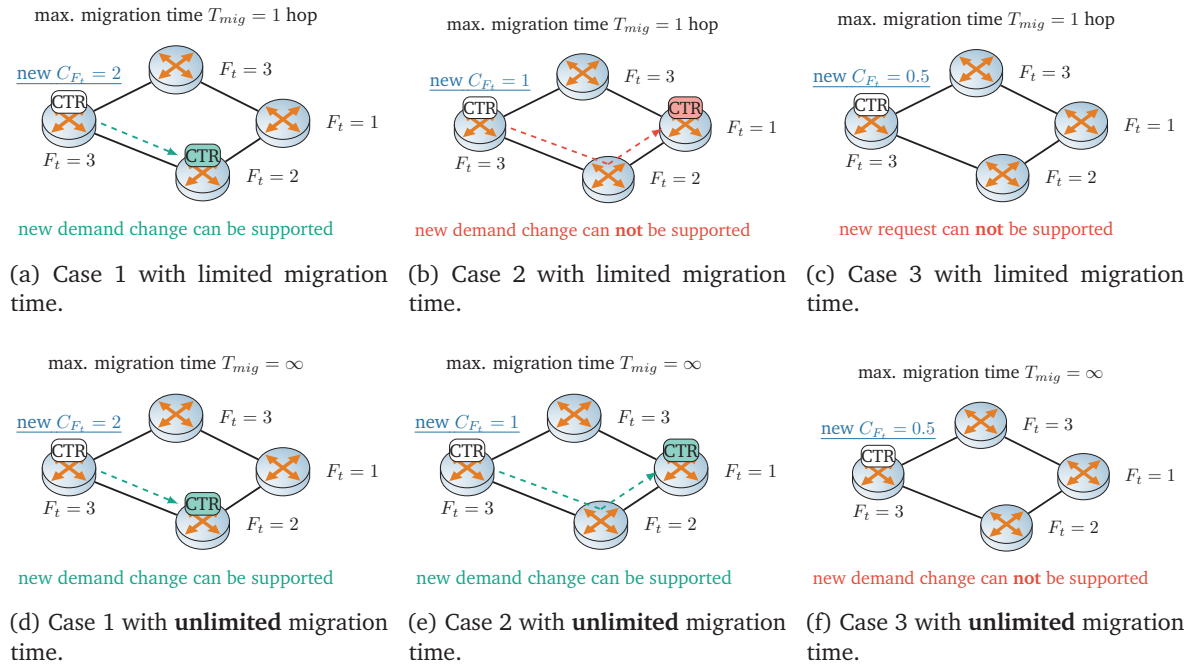 max. migration time T_{mig} = 1 hop
new C_{F_t} = 2
F_t = 3
CTR
F_t = 1
F_t = 3
CTR
F_t = 2
new demand change can be supported
(a) Case 1 with limited migration
time.
max. migration time T_{mig} = 1 hop
new C_{F_t} = 1
F_t = 3
CTR
CTR
F_t = 1
F_t = 3
F_t = 2
new demand change can not be supported
(b) Case 2 with limited migration
time.
max. migration time T_{mig} = 1 hop
new C_{F_t} = 0.5
F_t = 3
CTR
F_t = 1
F_t = 3
F_t = 2
new request can not be supported
(c) Case 3 with limited migration
time.
max. migration time T_{mig} = ∞
new C_{F_t} = 2
F_t = 3
CTR
F_t = 1
F_t = 3
CTR
F_t = 2
new demand change can be supported
(d) Case 1 with unlimited migration
time.
max. migration time T_{mig} = ∞
new C_{F_t} = 1
F_t = 3
CTR
CTR
F_t = 1
F_t = 3
F_t = 2
new demand change can be supported
(e) Case 2 with unlimited migration
time.
max. migration time T_{mig} = ∞
new C_{F_t} = 0.5
F_t = 3
CTR
F_t = 1
F_t = 3
F_t = 2
new demand change can not be supported
(f) Case 3 with unlimited migration
time.